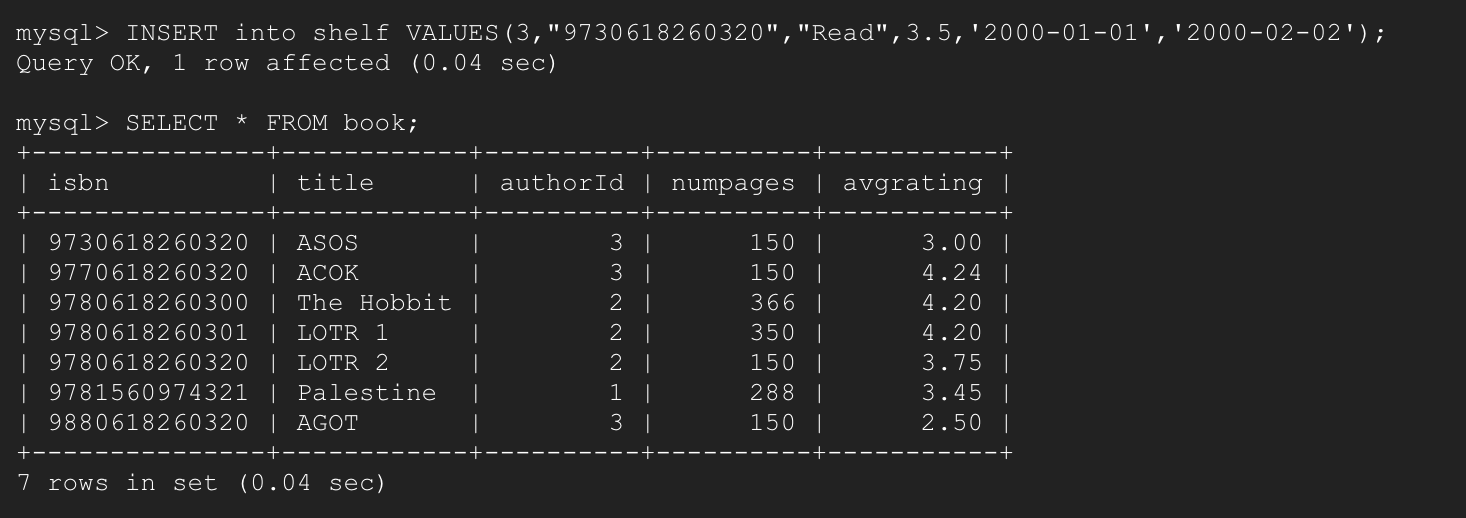 mysql> INSERT into shelf VALUES(3,"9730618260320","Read",3.5,'2000-01-01','2000-02-02');
Query OK, 1 row affected (0.04 sec)
mysql> SELECT * FROM book;
+---------------+------------+----------+----------+-----------+
| isbn          | title      | authorId | numpages | avgrating |
+---------------+------------+----------+----------+-----------+
| 9730618260320 | ASOS       |        3 |      150 |      3.00 |
| 9770618260320 | ACOK       |        3 |      150 |      4.24 |
| 9780618260300 | The Hobbit |        2 |      366 |      4.20 |
| 9780618260301 | LOTR 1     |        2 |      350 |      4.20 |
| 9780618260320 | LOTR 2     |        2 |      150 |      3.75 |
| 9781560974321 | Palestine  |        1 |      288 |      3.45 |
| 9880618260320 | AGOT       |        3 |      150 |      2.50 |
+---------------+------------+----------+----------+-----------+
7 rows in set (0.04 sec)